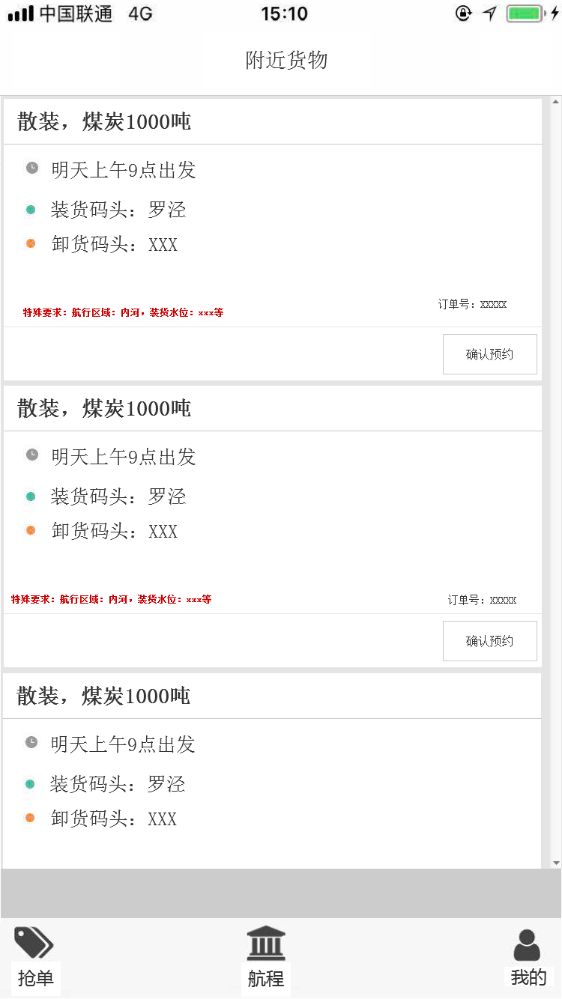 中国联通 4G 15:10
附近货物
散装，煤炭1000吨
明天上午9点出发
装货码头：罗泾
卸货码头：XXX
特殊要求：航行区域：内河，装货水位：xxx等 订单号：XXXXX
确认预约
散装，煤炭1000吨
明天上午9点出发
装货码头：罗泾
卸货码头：XXX
特殊要求：航行区域：内河，装货水位：xxx等 订单号：XXXXX
确认预约
散装，煤炭1000吨
明天上午9点出发
装货码头：罗泾
卸货码头：XXX
抢单 航程 我的